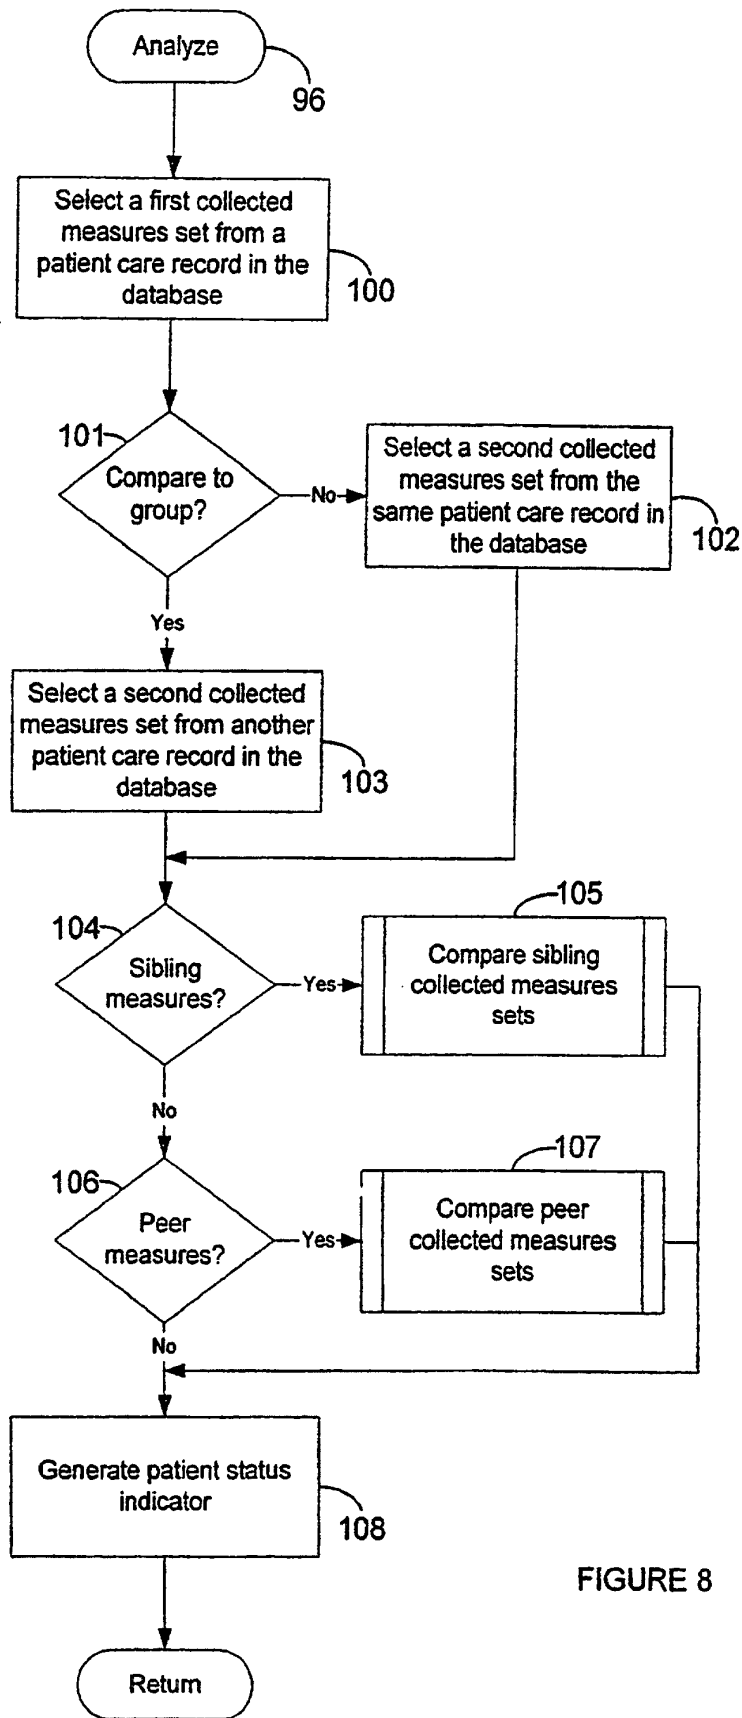 Analyze
96
Select a first collected
measures set from a
patient care record in the
database
100
101
Compare to
group?
No
Select a second collected
measures set from the
same patient care record in
the database
102
Yes
Select a second collected
measures set from another
patient care record in the
database
103
104
Sibling
measures?
Yes
105
Compare sibling
collected measures
sets
No
106
Peer
measures?
Yes
107
Compare peer
collected measures
sets
No
Generate patient status
indicator
108
FIGURE 8
Return